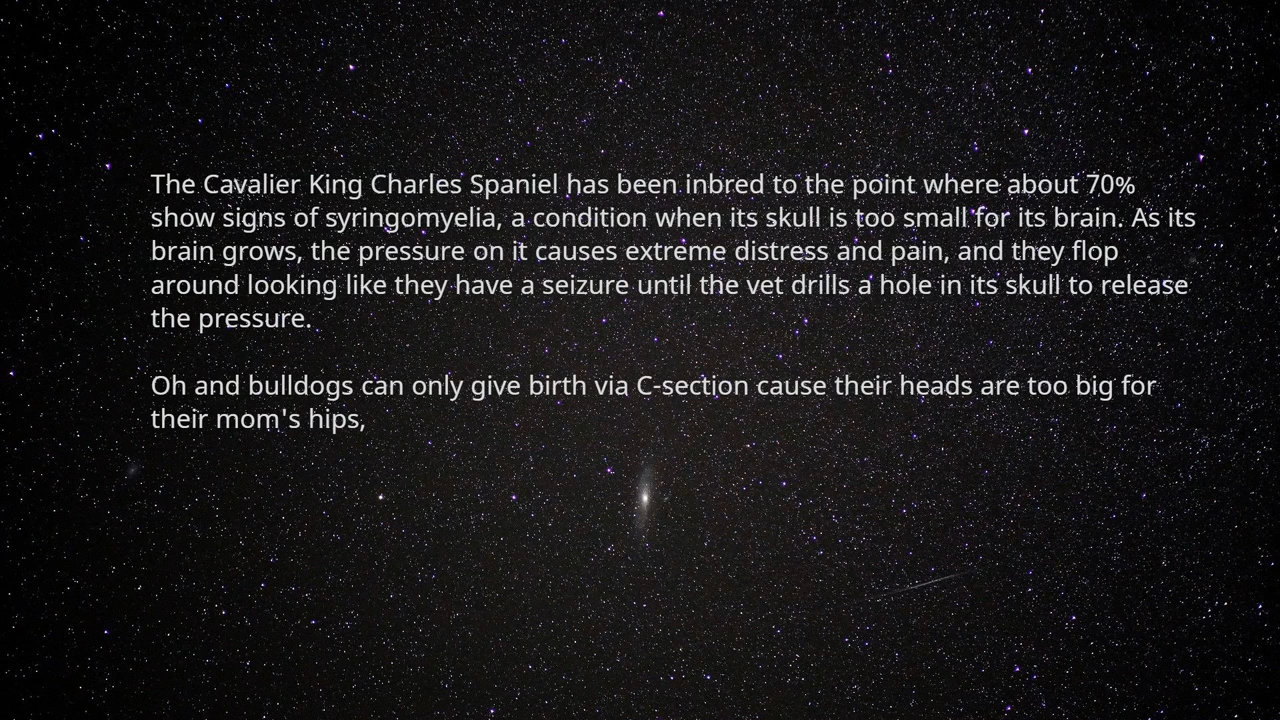 The Cavalier King Charles Spaniel has been inbred to the point where about 70%
show signs of syringomyelia, a condition when its skull is too small for its brain. As its
brain grows, the pressure on it causes extreme distress and pain, and they flop
around looking like they have a seizure until the vet drills a hole in its skull to release
the pressure.

Oh and bulldogs can only give birth via C-section cause their heads are too big for
their mom's hips,